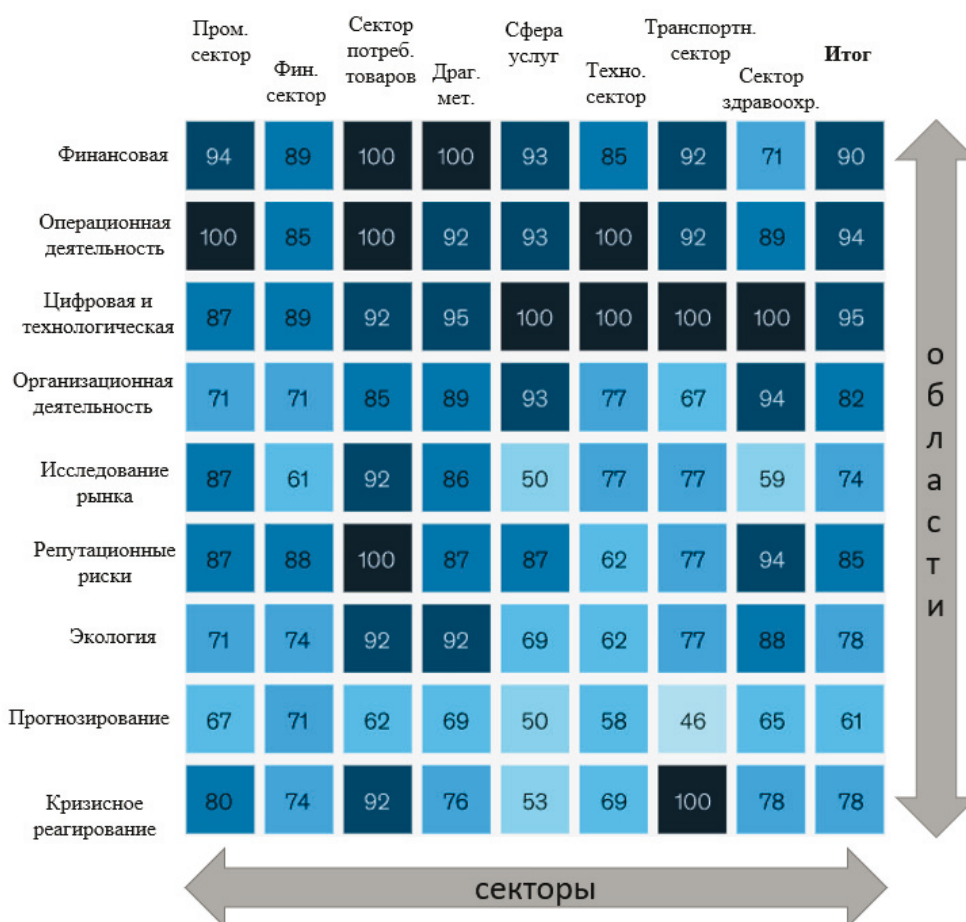 Пром.
сектор
Фин.
сектор
Сектор
потреб.
товаров
Драг.
мет.
Сфера
услуг
Техно.
сектор
Транспортн.
сектор
Сектор
здравоохр.
Итог
Финансовая 94 89 100 100 93 85 92 71 90
Операционная
деятельность 100 85 100 92 93 100 92 89 94
Цифровая и
технологическая 87 89 92 95 100 100 100 100 95
Организационная
деятельность 71 71 85 89 93 77 67 94 82
Исследование
рынка 87 61 92 86 50 77 77 59 74
Репутационные
риски 87 88 100 87 87 62 77 94 85
Экология 71 74 92 92 69 62 77 88 78
Прогнозирование 67 71 62 69 50 58 46 65 61
Кризисное
реагирование 80 74 92 76 53 69 100 78 78
области
секторы